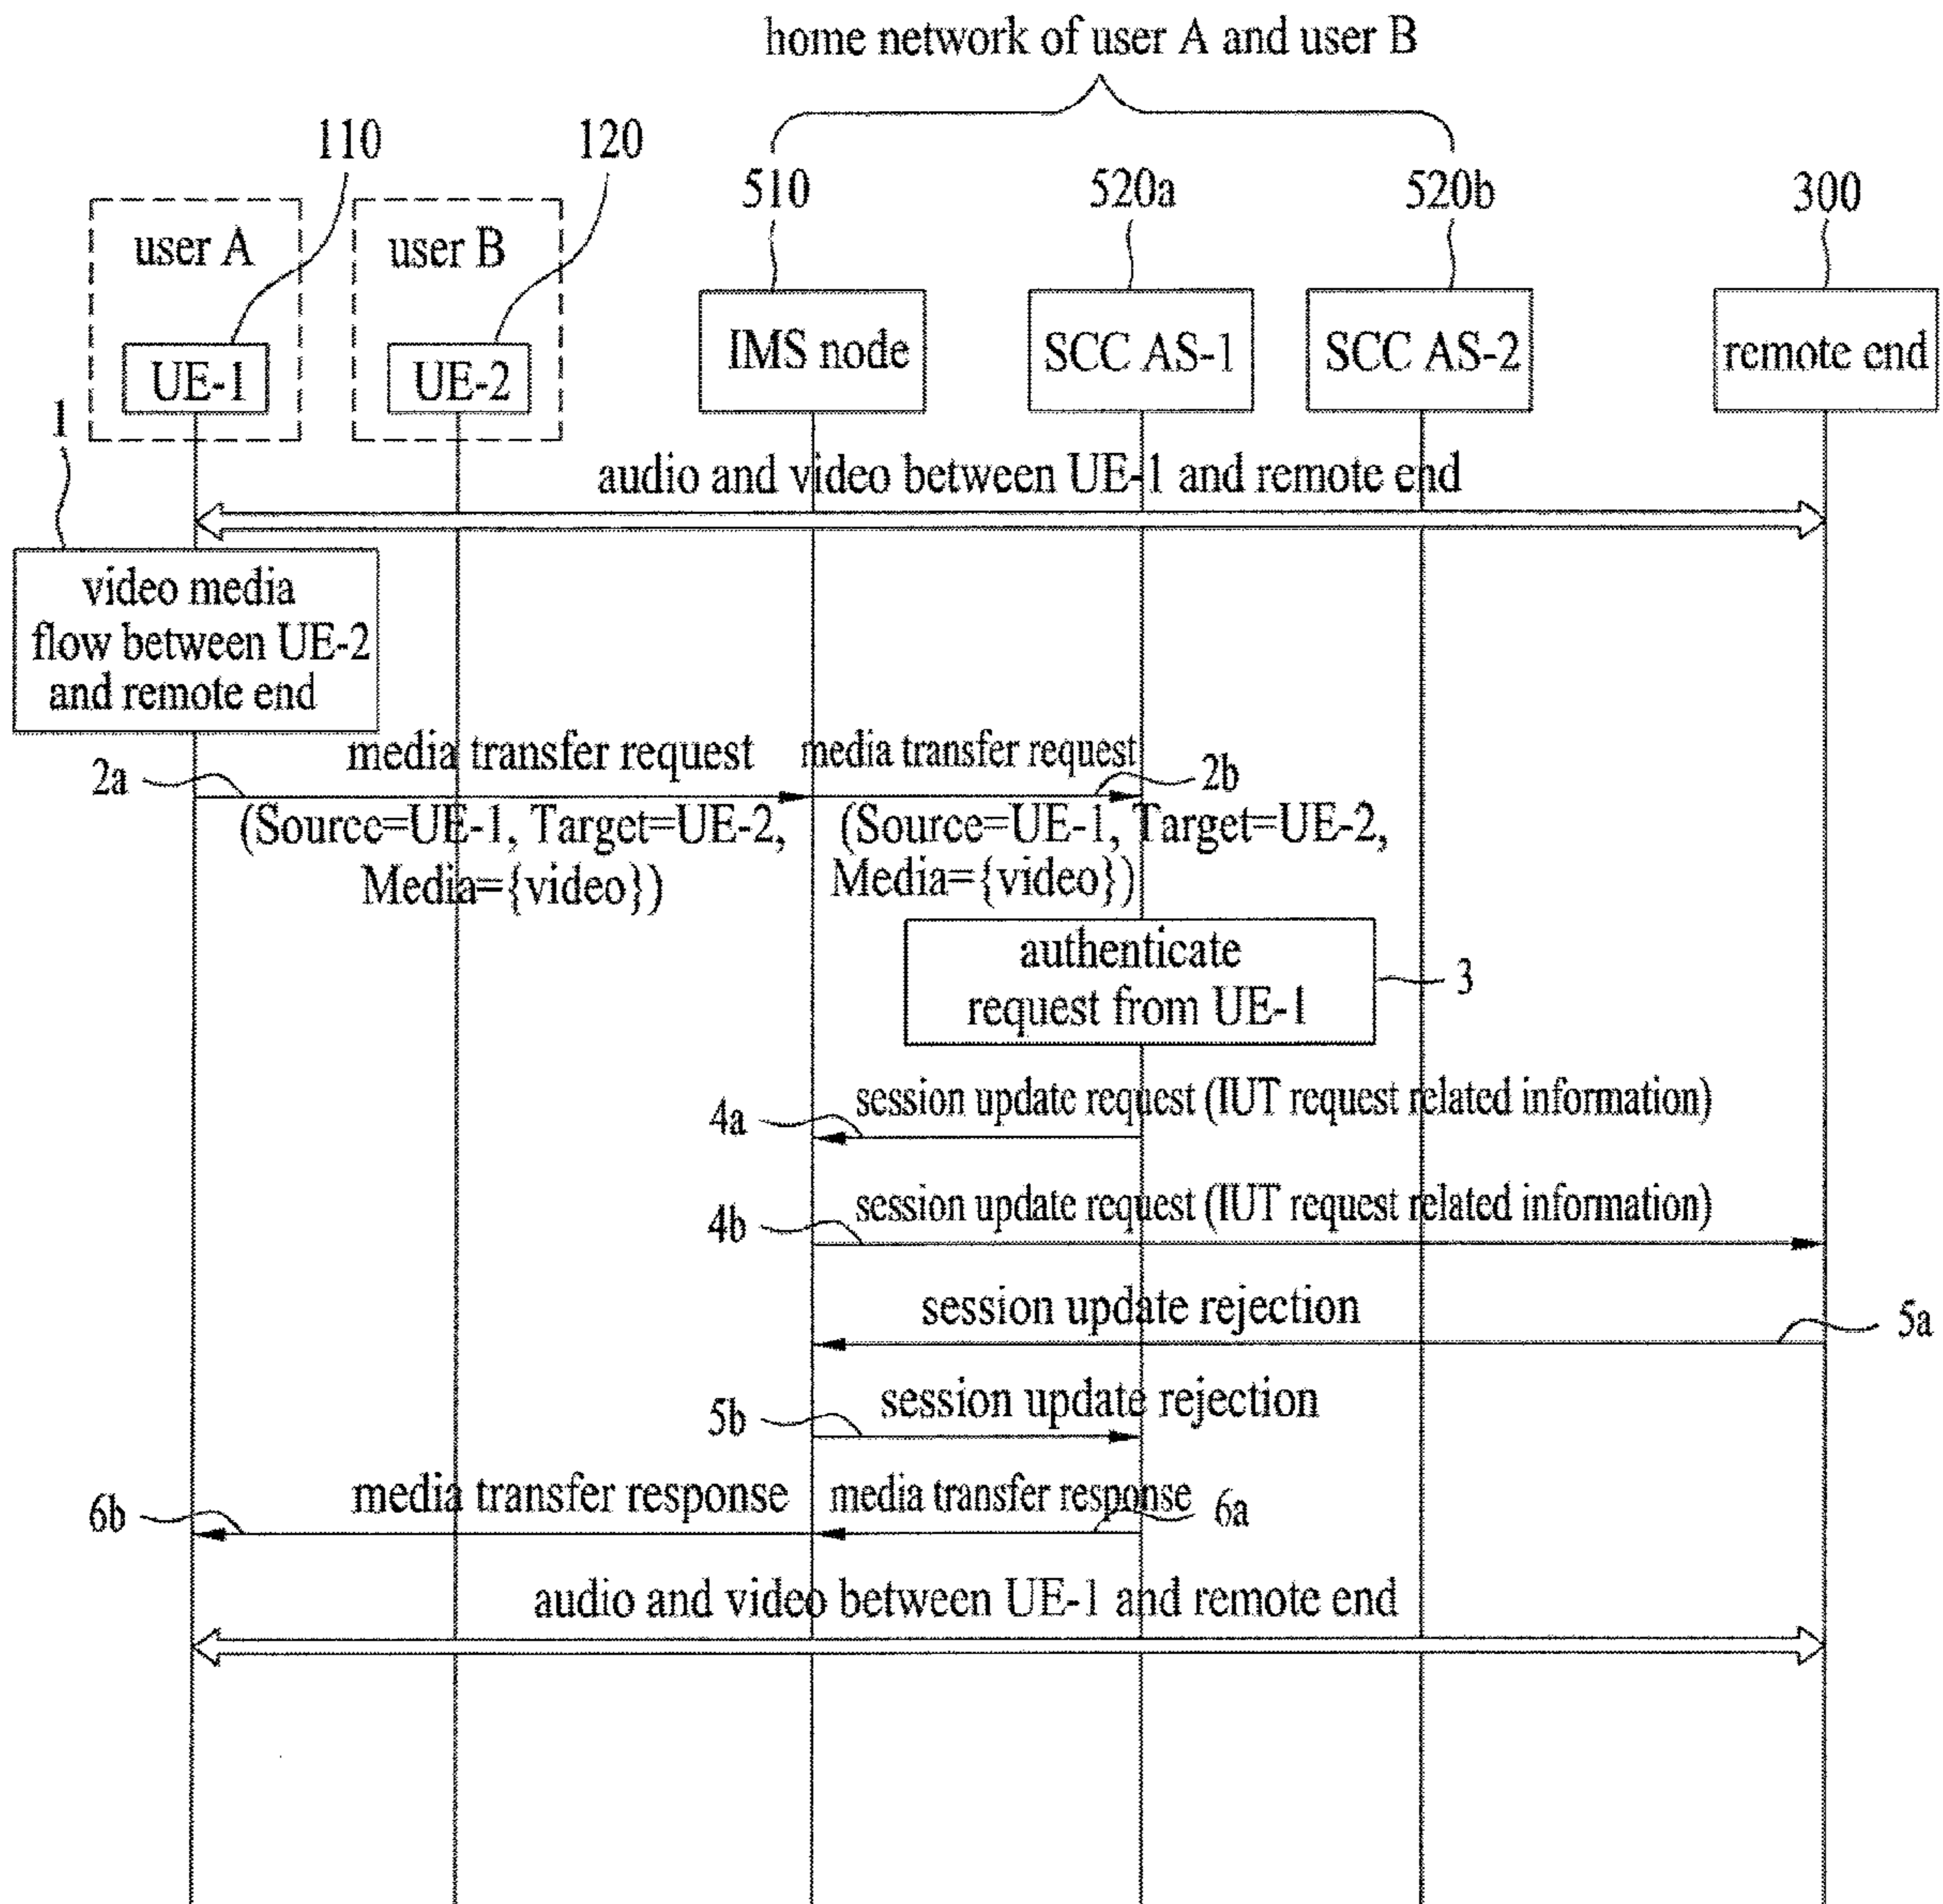 home network of user A and user B
110
120
510
520a
520b
300
user A
user B
UE-1
UE-2
IMS node
SCC AS-1
SCC AS-2
remote end
1
audio and video between UE-1 and remote end
video media
flow between UE-2
and remote end
2a
media transfer request
media transfer request
2b
(Source=UE-1, Target=UE-2,
Media={video})
(Source=UE-1, Target=UE-2,
Media={video})
authenticate
request from UE-1
3
4a
session update request (IUT request related information)
4b
session update request (IUT request related information)
session update rejection
5a
5b
session update rejection
6b
media transfer response
media transfer response
6a
audio and video between UE-1 and remote end